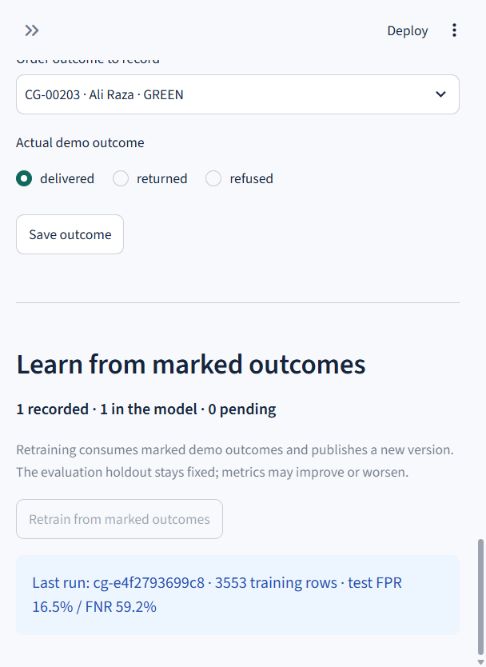 Deploy
Order outcome to record
CG-00203 · Ali Raza · GREEN
Actual demo outcome
delivered returned refused
Save outcome
Learn from marked outcomes
1 recorded · 1 in the model · 0 pending
Retraining consumes marked demo outcomes and publishes a new version.
The evaluation holdout stays fixed; metrics may improve or worsen.
Retrain from marked outcomes
Last run: cg-e4f2793699c8 · 3553 training rows · test FPR
16.5% / FNR 59.2%